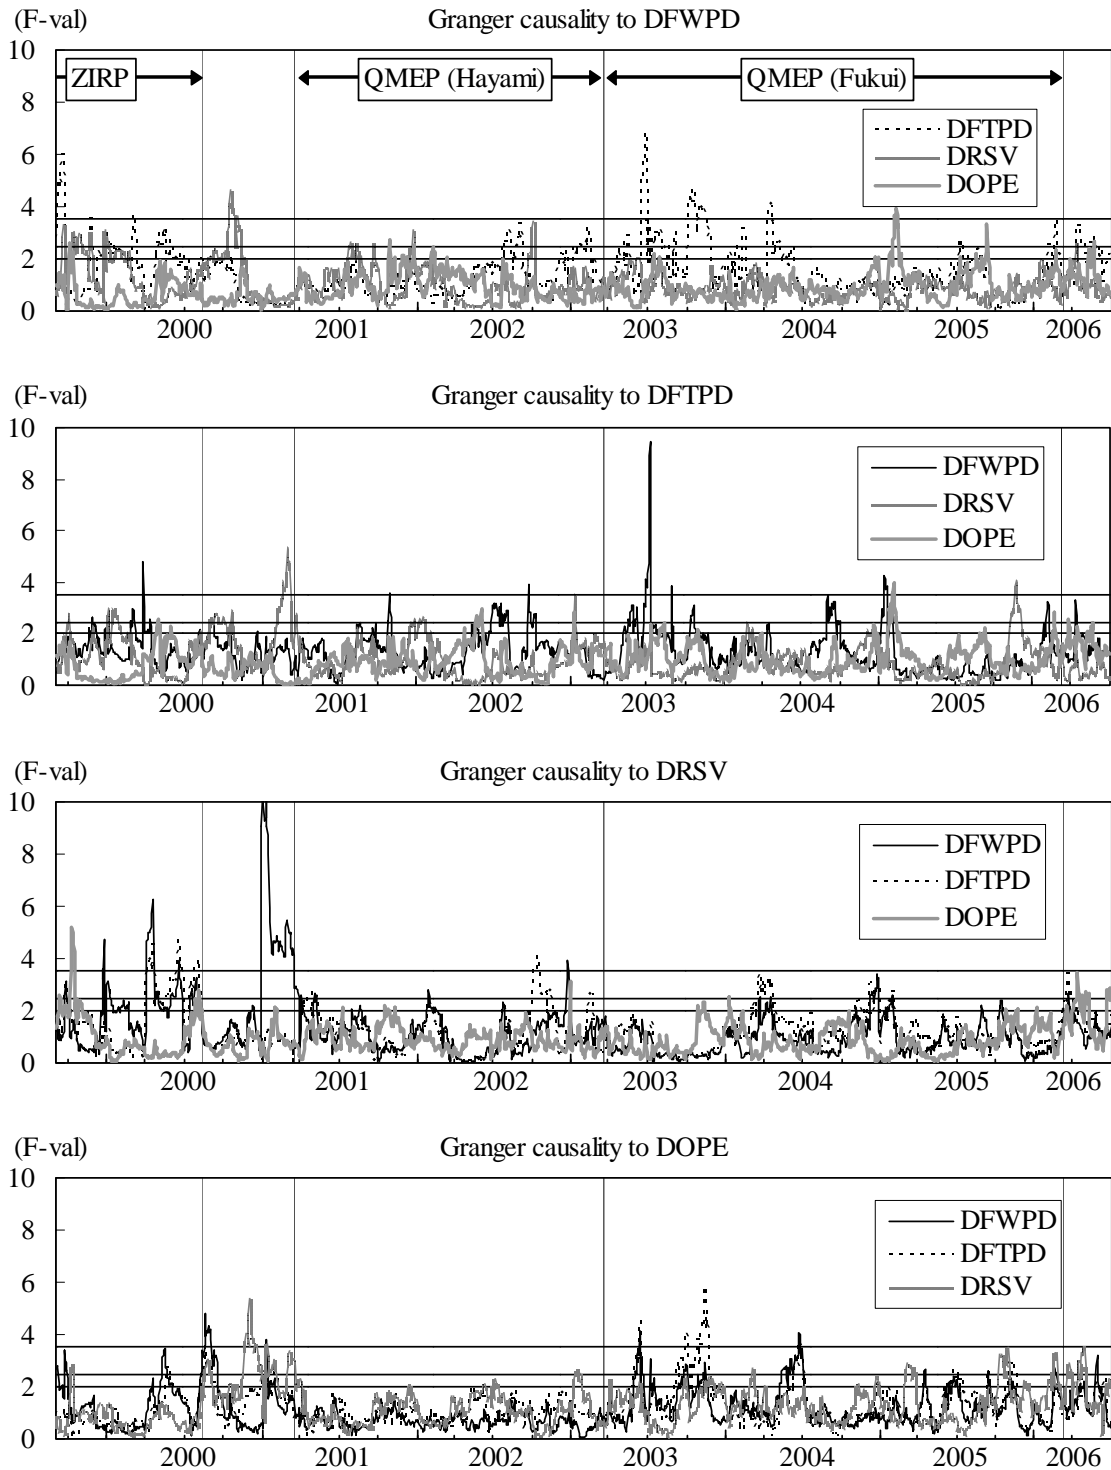 (F-val)
Granger causality to DFWPD
10
ZIRP
QMEP (Hayami)
QMEP (Fukui)
8
DFTPD
DRSV
DOPE
6
4
2
0
2000 2001 2002 2003 2004 2005 2006
(F-val)
Granger causality to DFTPD
10
DFWPD
DRSV
DOPE
8
6
4
2
0
2000 2001 2002 2003 2004 2005 2006
(F-val)
Granger causality to DRSV
10
DFWPD
DFTPD
DOPE
8
6
4
2
0
2000 2001 2002 2003 2004 2005 2006
(F-val)
Granger causality to DOPE
10
DFWPD
DFTPD
DRSV
8
6
4
2
0
2000 2001 2002 2003 2004 2005 2006